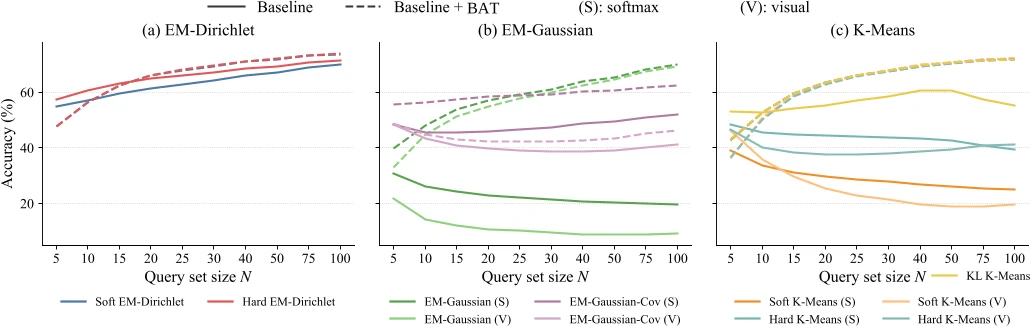 Baseline Baseline + BAT (S): softmax (V): visual
(a) EM-Dirichlet (b) EM-Gaussian (c) K-Means
Accuracy (%)
60
40
20
5 10 15 20 25 30 40 50 75 100
5 10 15 20 25 30 40 50 75 100
5 10 15 20 25 30 40 50 75 100
Query set size N Query set size N Query set size N
KL K-Means
Soft EM-Dirichlet Hard EM-Dirichlet
EM-Gaussian (S) EM-Gaussian-Cov (S)
EM-Gaussian (V) EM-Gaussian-Cov (V)
Soft K-Means (S) Soft K-Means (V)
Hard K-Means (S) Hard K-Means (V)